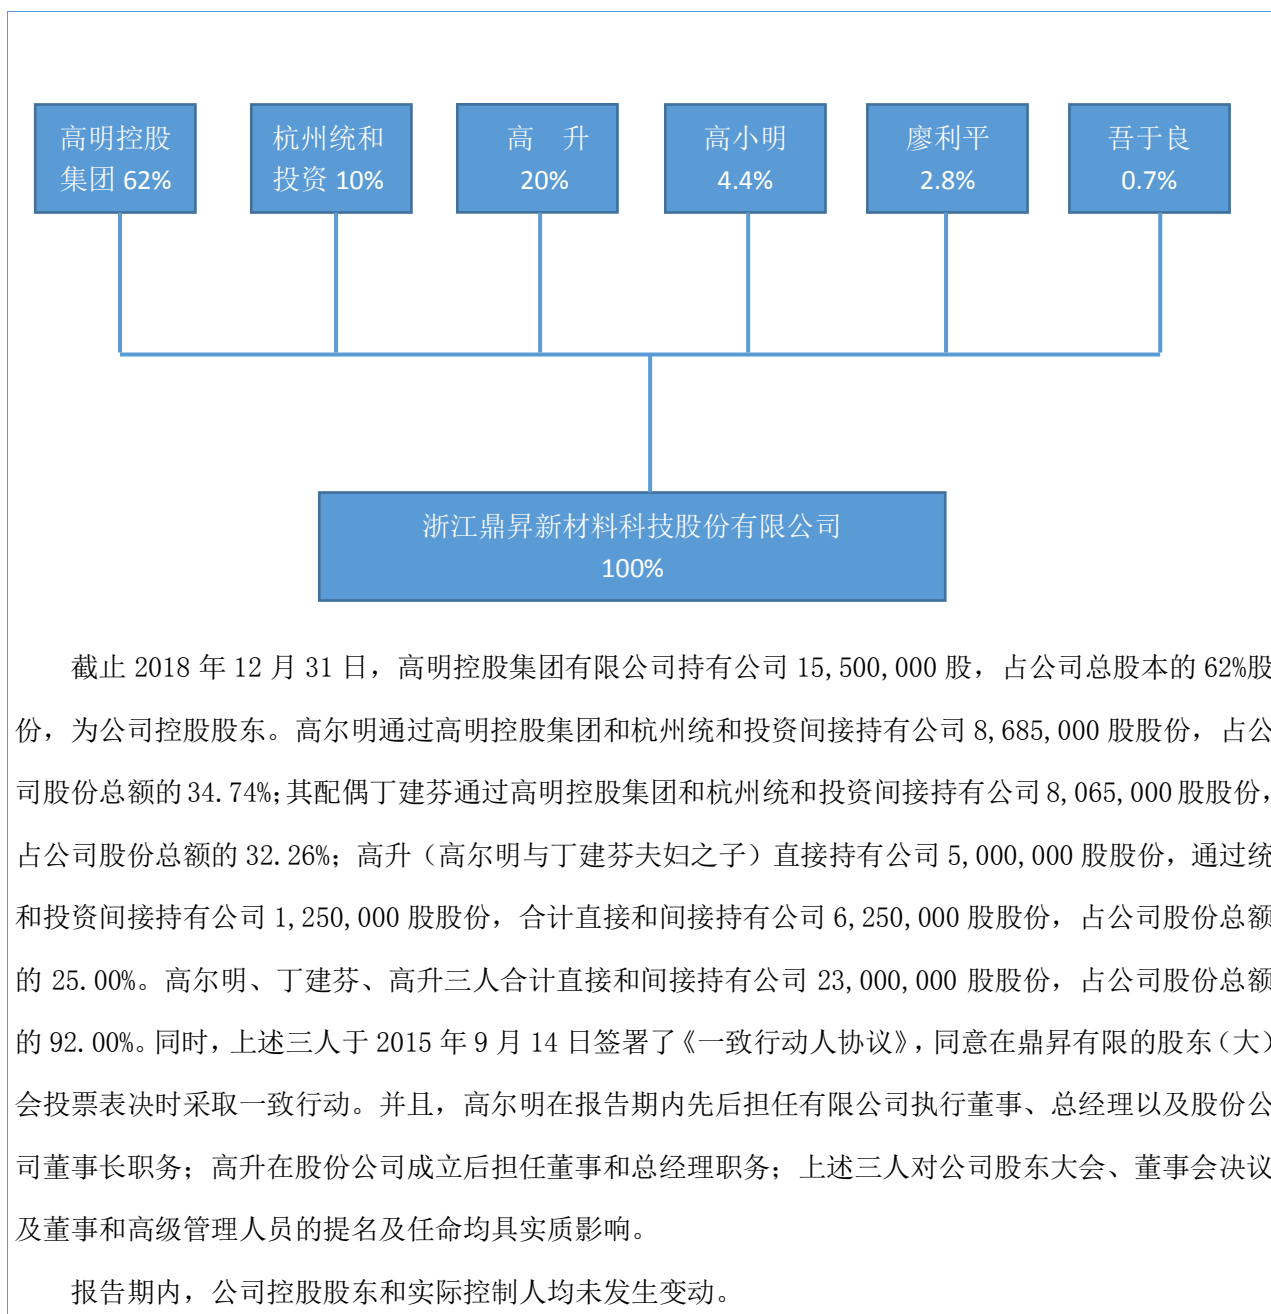 高明控股
集团 62%
杭州统和
投资 10%
高 升
20%
高小明
4.4%
廖利平
2.8%
吾于良
0.7%
浙江鼎昇新材料科技股份有限公司
100%
截止 2018 年 12 月 31 日，高明控股集团有限公司持有公司 15,500,000 股，占公司总股本的 62%股
份，为公司控股股东。高尔明通过高明控股集团和杭州统和投资间接持有公司 8,685,000 股股份，占公
司股份总额的 34.74%；其配偶丁建芬通过高明控股集团和杭州统和投资间接持有公司 8,065,000 股股份，
占公司股份总额的 32.26%；高升（高尔明与丁建芬夫妇之子）直接持有公司 5,000,000 股股份，通过统
和投资间接持有公司 1,250,000 股股份，合计直接和间接持有公司 6,250,000 股股份，占公司股份总额
的 25.00%。高尔明、丁建芬、高升三人合计直接和间接持有公司 23,000,000 股股份，占公司股份总额
的 92.00%。同时，上述三人于 2015 年 9 月 14 日签署了《一致行动人协议》，同意在鼎昇有限的股东（大）
会投票表决时采取一致行动。并且，高尔明在报告期内先后担任有限公司执行董事、总经理以及股份公
司董事长职务；高升在股份公司成立后担任董事和总经理职务；上述三人对公司股东大会、董事会决议
及董事和高级管理人员的提名及任命均具实质影响。
报告期内，公司控股股东和实际控制人均未发生变动。